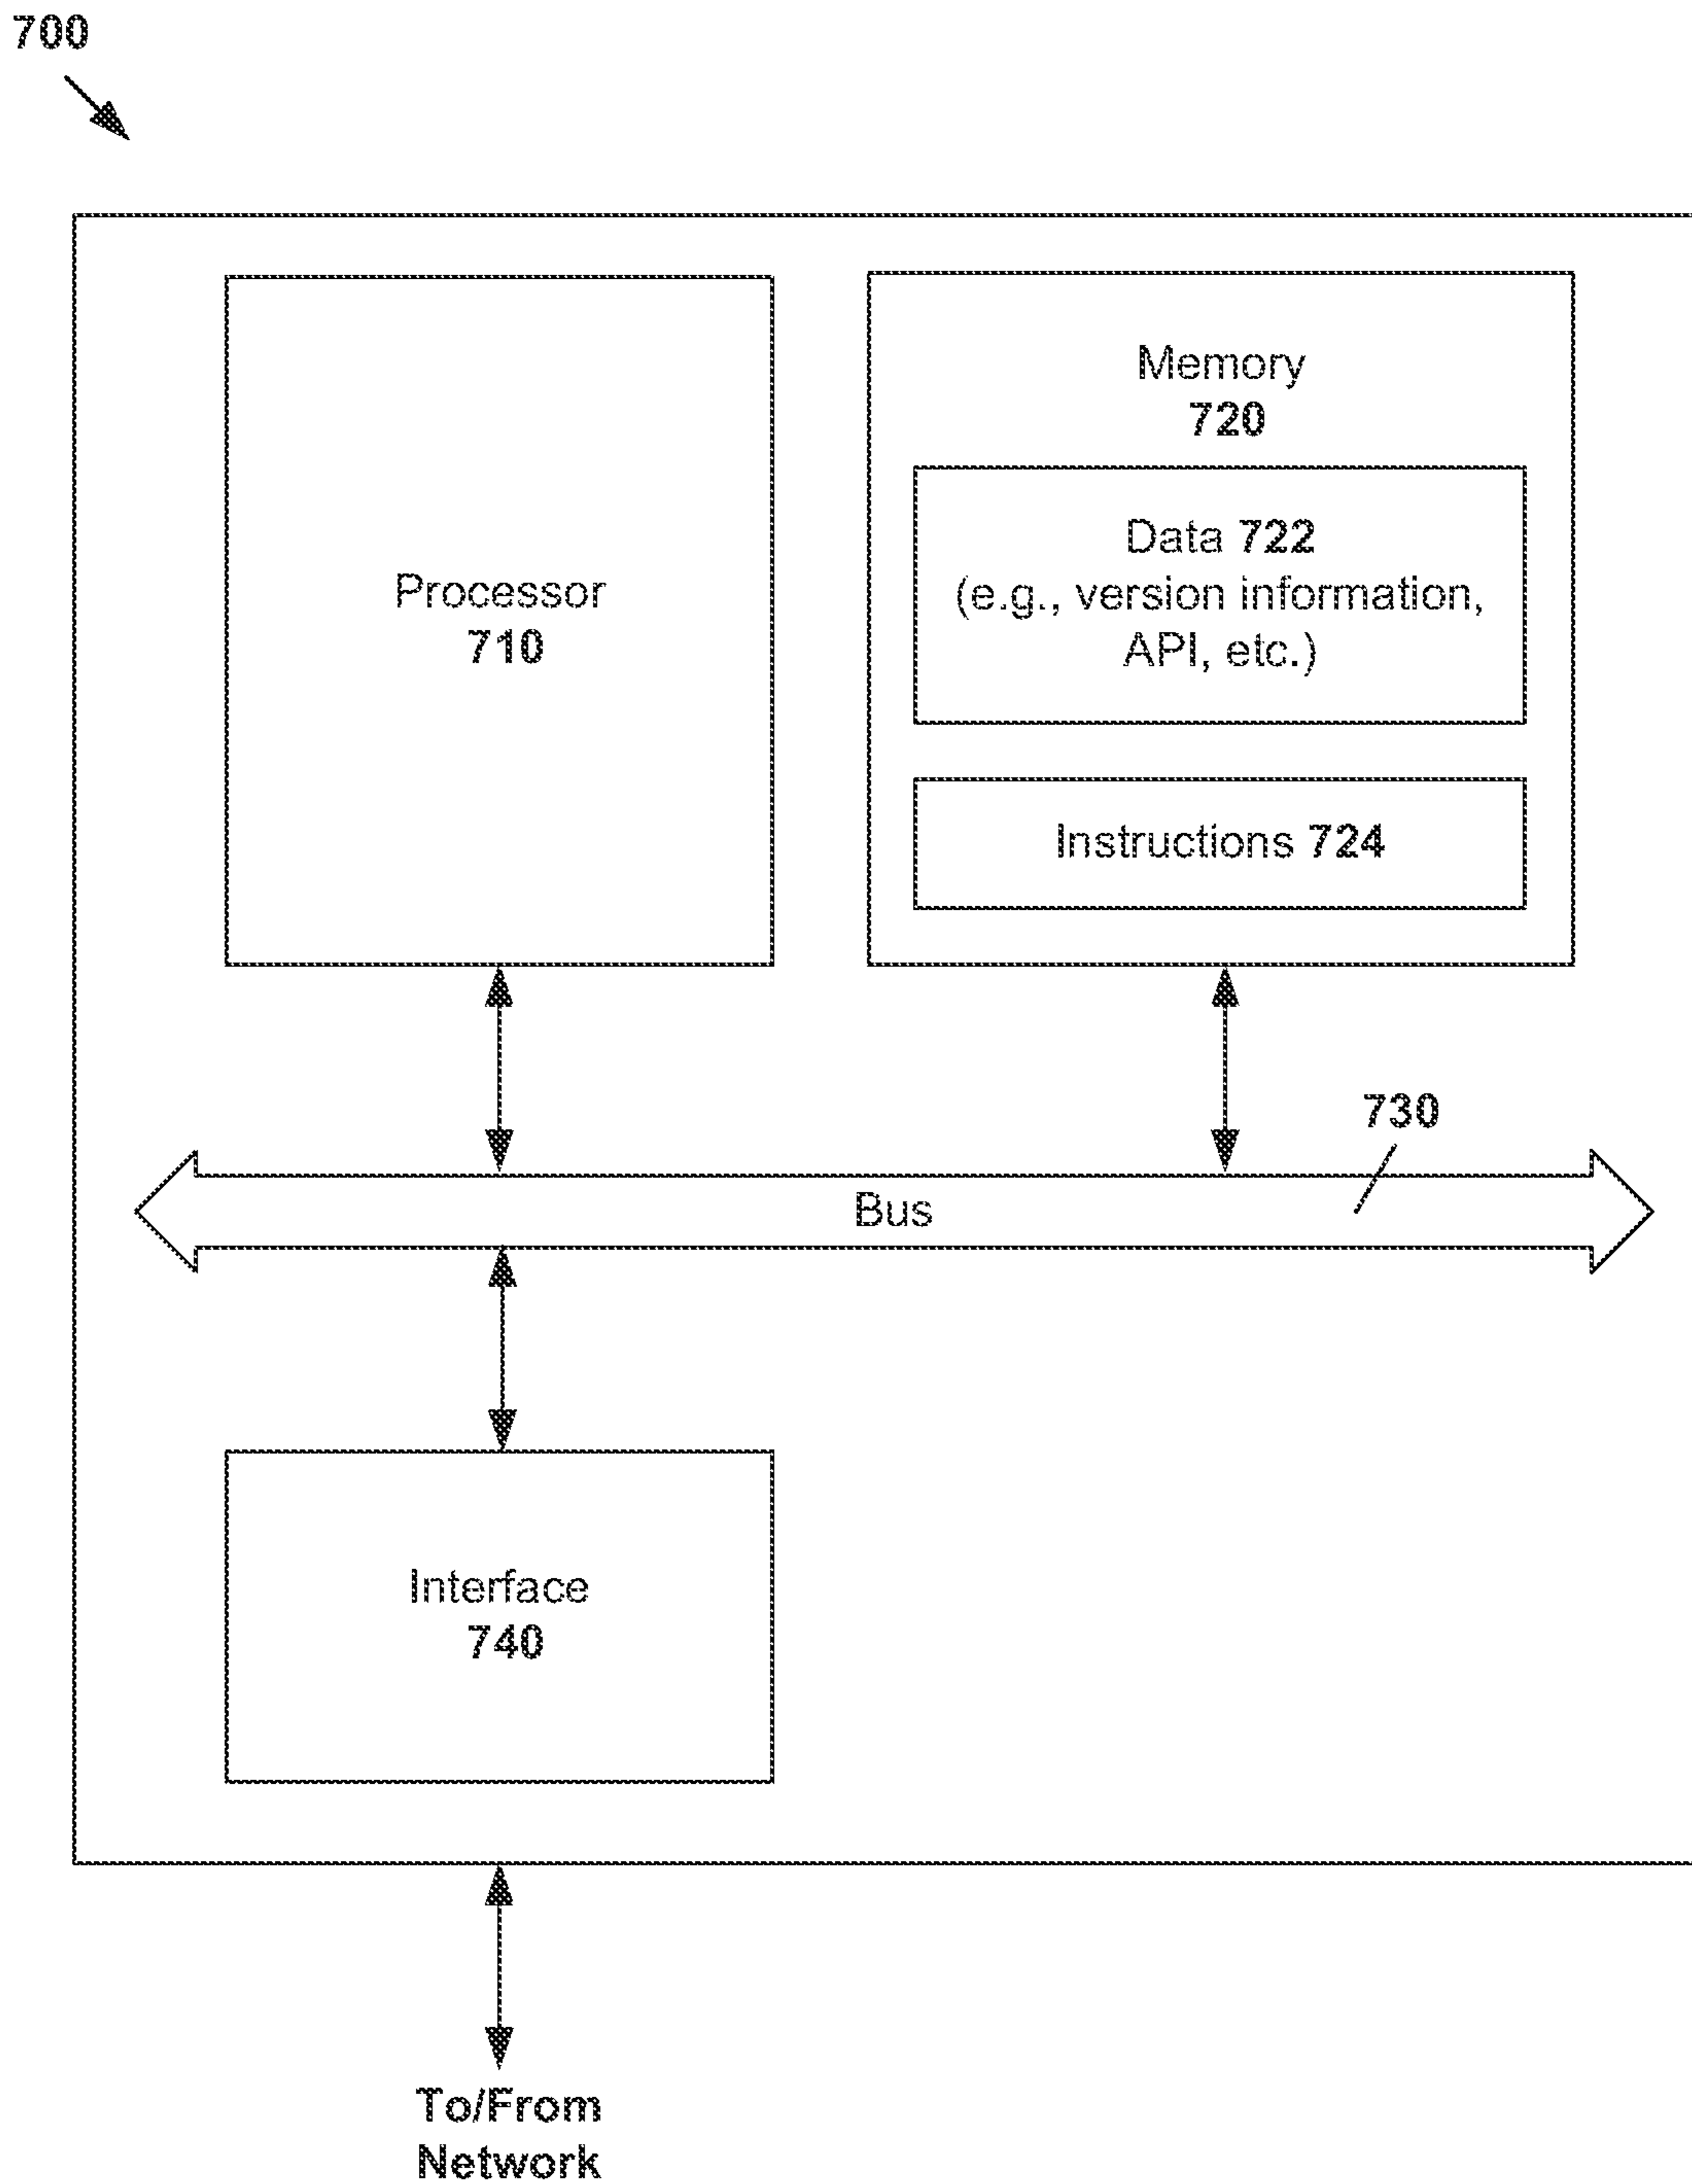 700
Processor
710
Memory
720
Data 722
(e.g., version information,
API, etc.)
Instructions 724
730
Bus
Interface
740
To/From
Network